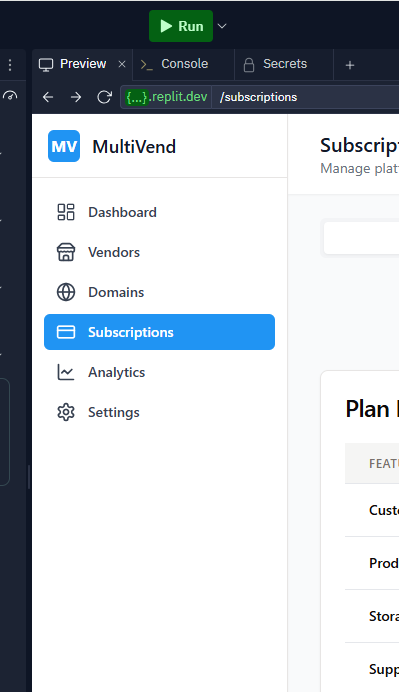 Run
Preview
Console
Secrets
{...}.replit.dev /subscriptions
MV MultiVend
Subscript
Manage plat
Dashboard
Vendors
Domains
Subscriptions
Analytics
Settings
Plan
FEAT
Custo
Prod
Stora
Supp